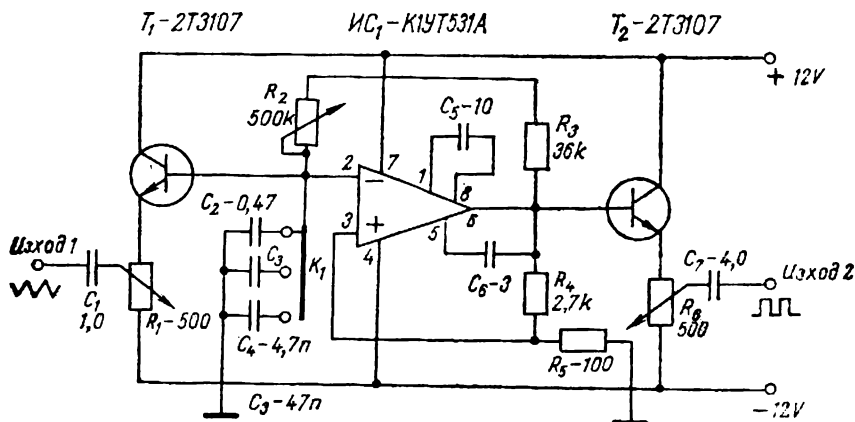 T₁-2T3107
ИС₁-К1УТ531А
T₂-2T3107
+ 12V
R₂
500k
C₅-10
R₃
36k
2
7
1
8
6
3
4
5
C₂-0,47
C₃
K₁
C₄-4,7n
C₃-47n
C₆-3
R₄
2,7k
R₅-100
Изход 1
C₁
1,0
R₁-500
C₇-4,0
Изход 2
R₆
500
-12V